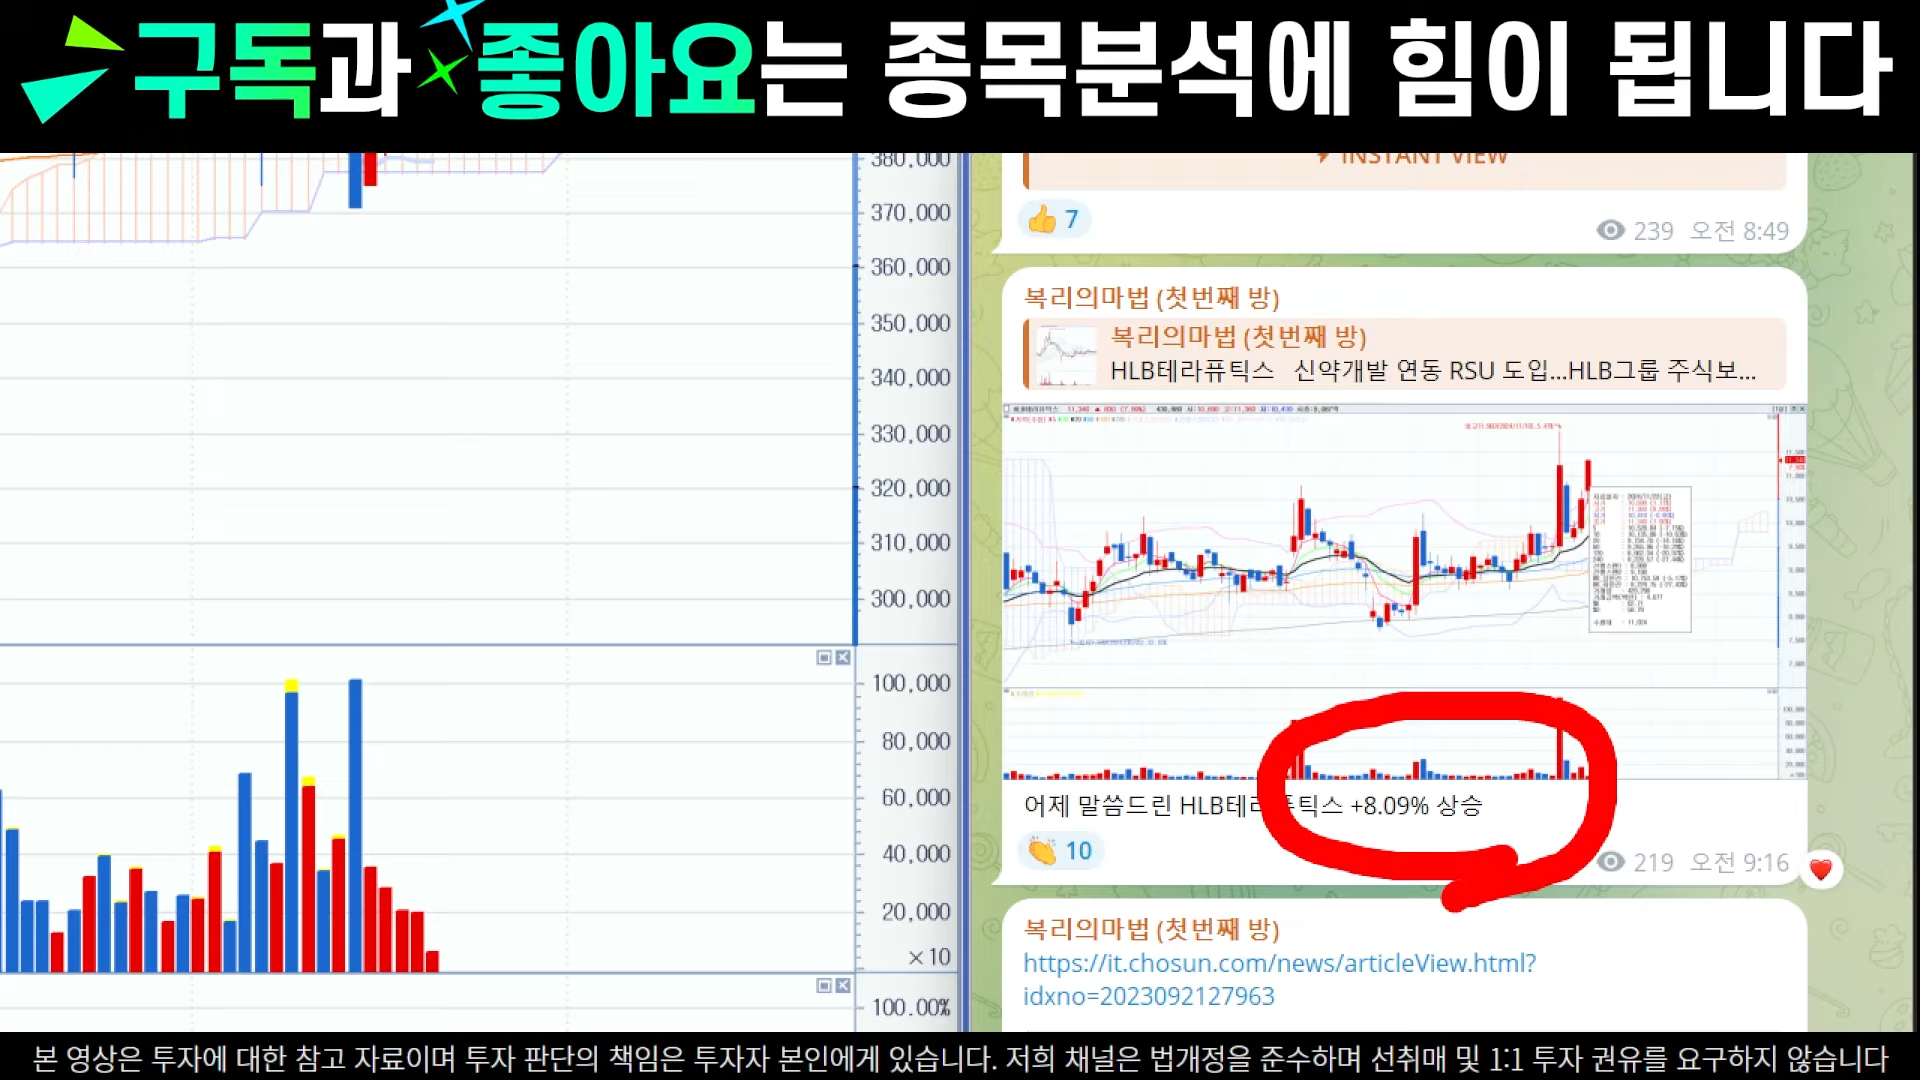 구독과 좋아요는 종목분석에 힘이 됩니다
380,000
370,000
360,000
350,000
340,000
330,000
320,000
310,000
300,000
100,000
80,000
60,000
40,000
20,000
×10
100.00%
INSTANT VIEW
7
239 오전 8:49
복리의마법 (첫번째 방)
복리의마법 (첫번째 방)
HLB테라퓨틱스 신약개발 연동 RSU 도입...HLB그룹 주식보...
어제 말씀드린 HLB테라퓨틱스 +8.09% 상승
10
219 오전 9:16
복리의마법 (첫번째 방)
https://it.chosun.com/news/articleView.html?
idxno=2023092127963
본 영상은 투자에 대한 참고 자료이며 투자 판단의 책임은 투자자 본인에게 있습니다. 저희 채널은 법개정을 준수하며 선취매 및 1:1 투자 권유를 요구하지 않습니다